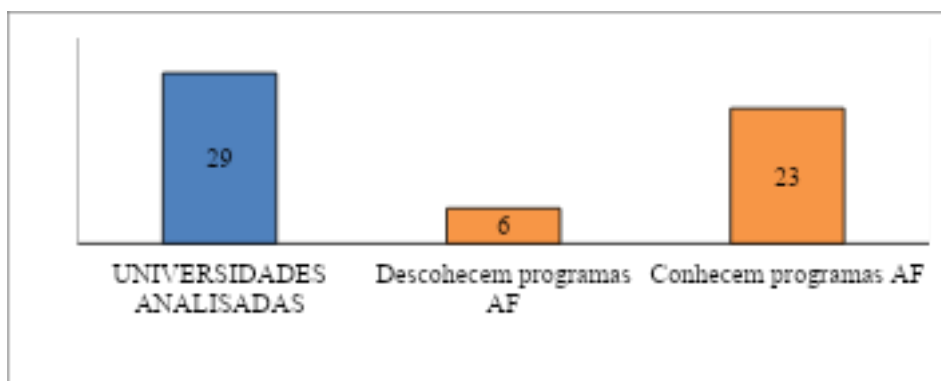 29
6
23
UNIVERSIDADES
ANALISADAS
Descohecem programas
AF
Conhecem programas AF